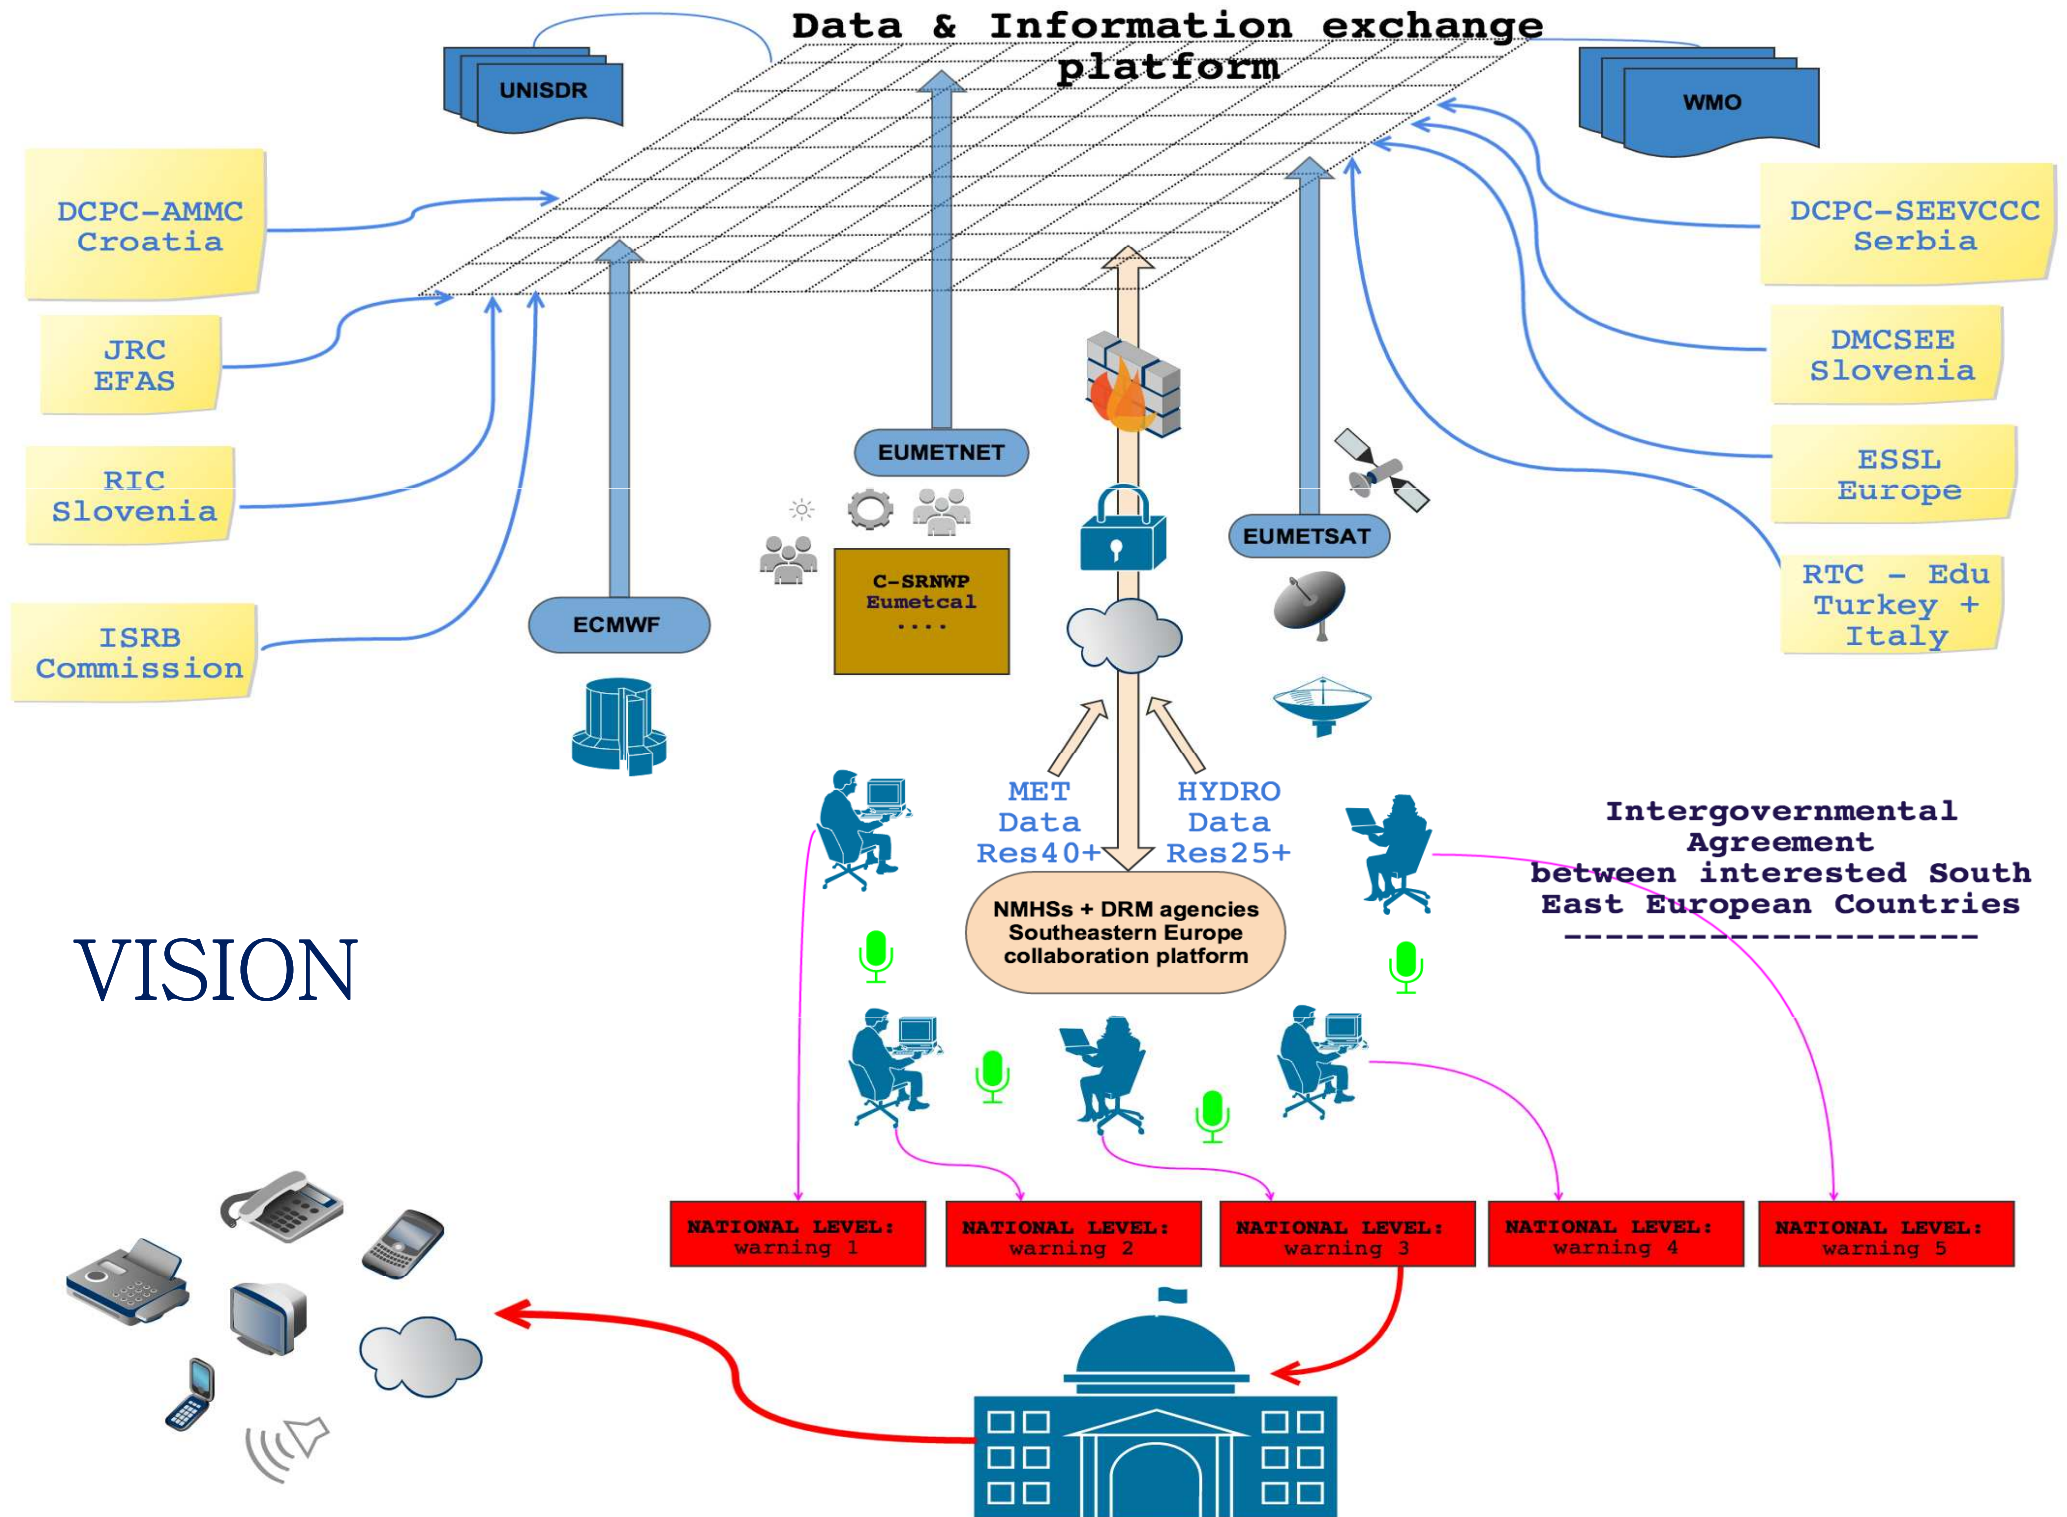 Data & Information exchange
platform
UNISDR
WMO
DCPC-AMMC
Croatia
DCPC-SEEVCCC
Serbia
JRC
EFAS
DMCSEE
Slovenia
EUMETNET
RIC
Slovenia
ESSL
Europe
EUMETSAT
C-SRNWP
Eumetcal
....
RTC - Edu
Turkey +
Italy
ECMWF
ISRB
Commission
MET
Data
Res40+
HYDRO
Data
Res25+
Intergovernmental
Agreement
between interested South
East European Countries
--------------------
NMHSs + DRM agencies
Southeastern Europe
collaboration platform
VISION
NATIONAL LEVEL:
warning 1
NATIONAL LEVEL:
warning 2
NATIONAL LEVEL:
warning 3
NATIONAL LEVEL:
warning 4
NATIONAL LEVEL:
warning 5